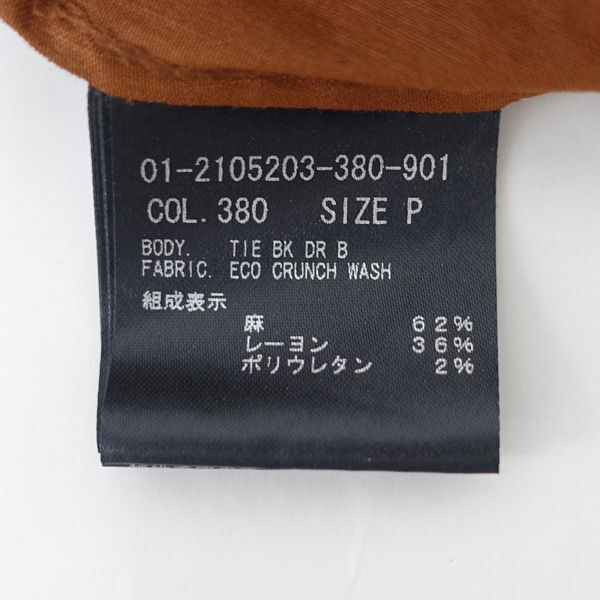 01-2105203-380-901
COL.380 SIZE P
BODY. TIE BK DR B
FABRIC. ECO CRUNCH WASH
組成表示
麻 62%
レーヨン 36%
ポリウレタン 2%